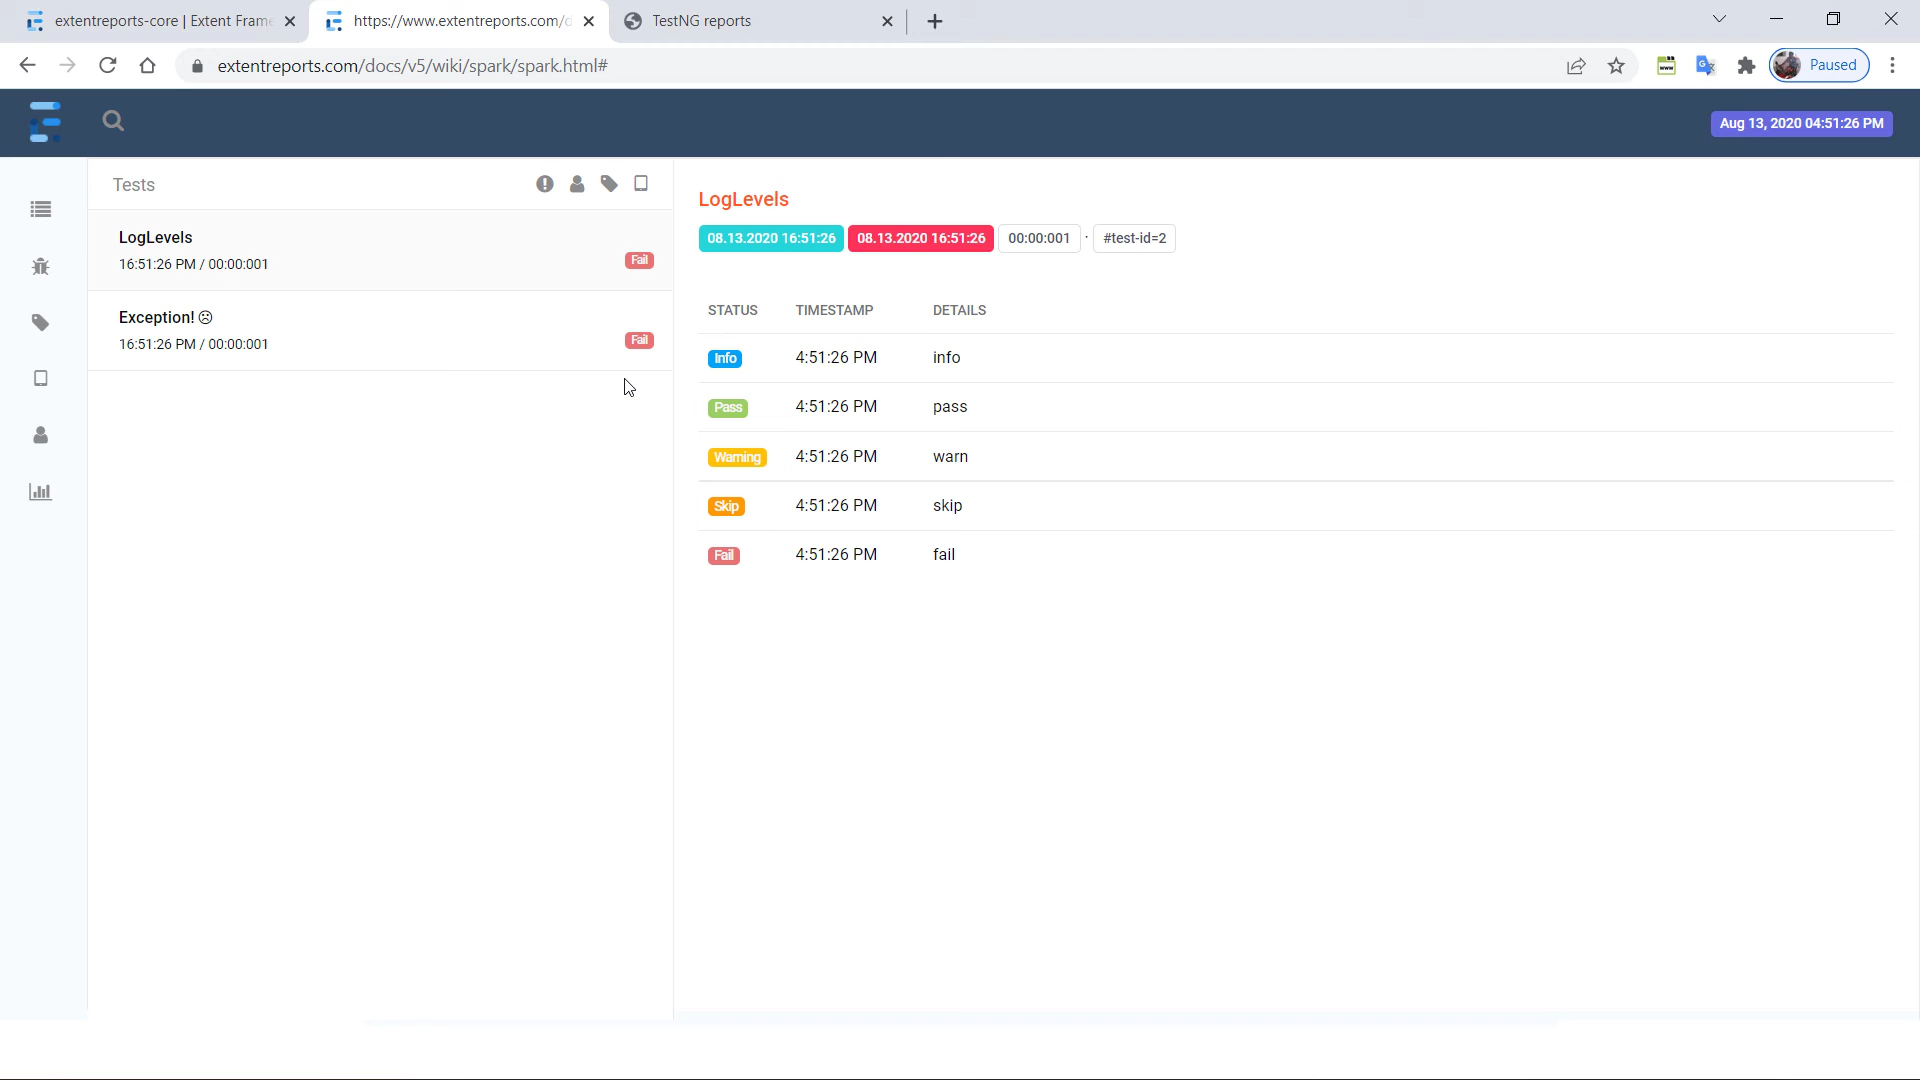 extentreports-core | Extent Frame
https://www.extentreports.com/d
TestNG reports
extentreports.com/docs/v5/wiki/spark/spark.html#
Paused
Aug 13, 2020 04:51:26 PM
Tests
LogLevels
16:51:26 PM / 00:00:001
Fail
Exception! ☹
16:51:26 PM / 00:00:001
Fail
LogLevels
08.13.2020 16:51:26 08.13.2020 16:51:26 00:00:001 · #test-id=2
STATUS TIMESTAMP DETAILS
Info 4:51:26 PM info
Pass 4:51:26 PM pass
Warning 4:51:26 PM warn
Skip 4:51:26 PM skip
Fail 4:51:26 PM fail